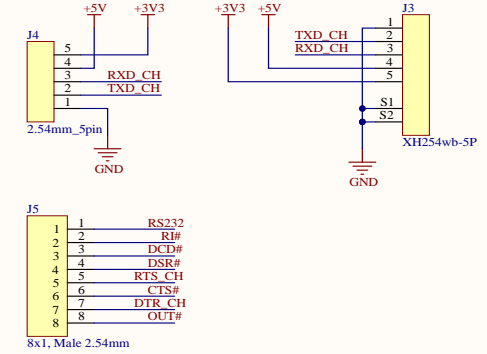 +5V
+3V3
J4
5
4
3 RXD_CH
2 TXD_CH
1
2.54mm_5pin
GND
+3V3
+5V
J3
1
TXD_CH 2
RXD_CH 3
4
5
S1
S2
XH254wb-5P
GND
J5
1 1 RS232
2 2 RI#
3 3 DCD#
4 4 DSR#
5 5 RTS_CH
6 6 CTS#
7 7 DTR_CH
8 8 OUT#
8x1, Male 2.54mm